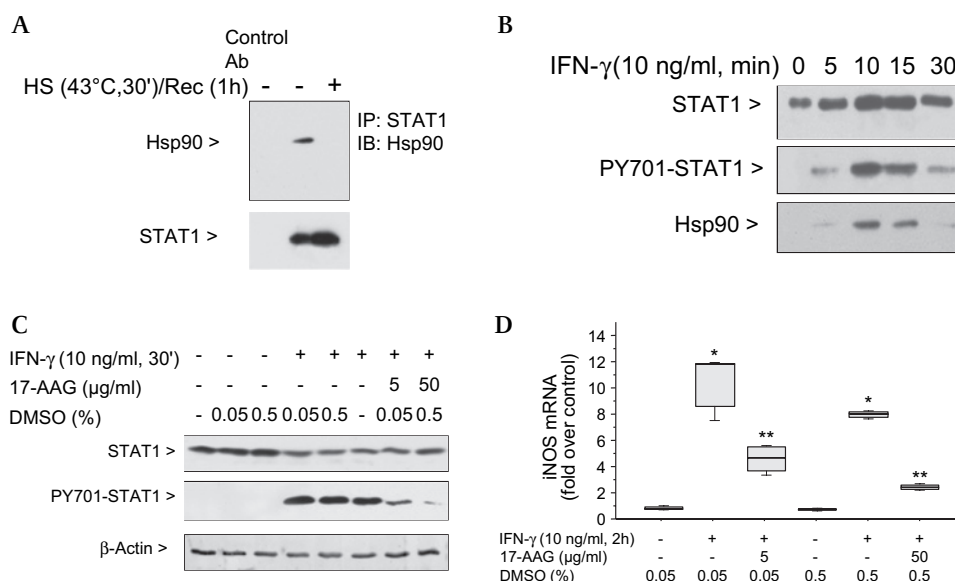 A
Control
Ab
HS (43°C,30')/Rec (1h) - - +
Hsp90 >
IP: STAT1
IB: Hsp90
STAT1 >
B
IFN-γ(10 ng/ml, min) 0 5 10 15 30
STAT1 >
PY701-STAT1 >
Hsp90 >
C
IFN-γ (10 ng/ml, 30') - - - + + + + +
17-AAG (µg/ml) - - - - - - 5 50
DMSO (%) - 0.05 0.5 0.05 0.5 - 0.05 0.5
STAT1 >
PY701-STAT1 >
β-Actin >
D
iNOS mRNA
(fold over control)
14
12
10
8
6
4
2
0
*
**
*
**
IFN-γ (10 ng/ml, 2h) - + + - + +
17-AAG (µg/ml) - - 5 - - 50
DMSO (%) 0.05 0.05 0.05 0.5 0.5 0.5